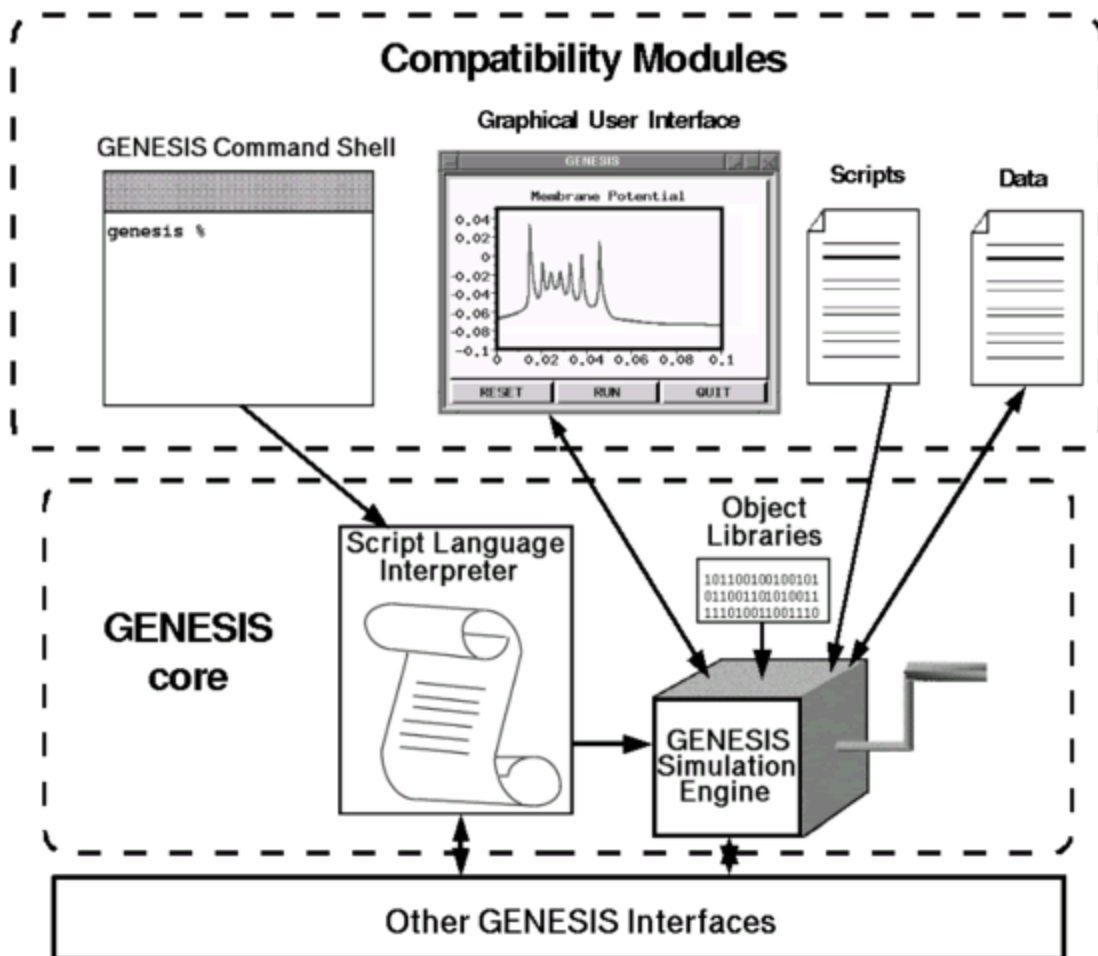 Compatibility Modules
GENESIS Command Shell
genesis %
Graphical User Interface
GENESIS
Membrane Potential
0.04
0.02
0
-0.02
-0.04
-0.06
-0.08
-0.1
0 0.02 0.04 0.06 0.08 0.1
RESET RUN QUIT
Scripts
Data
GENESIS
core
Script Language
Interpreter
Object
Libraries
101100100100101
011001101010011
111010011001110
GENESIS
Simulation
Engine
Other GENESIS Interfaces